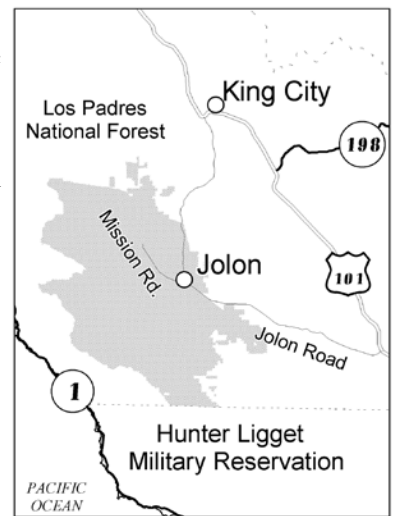 King City
Los Padres
National Forest
198
Mission Rd.
Jolon
101
Jolon Road
1
Hunter Ligget
Military Reservation
PACIFIC
OCEAN